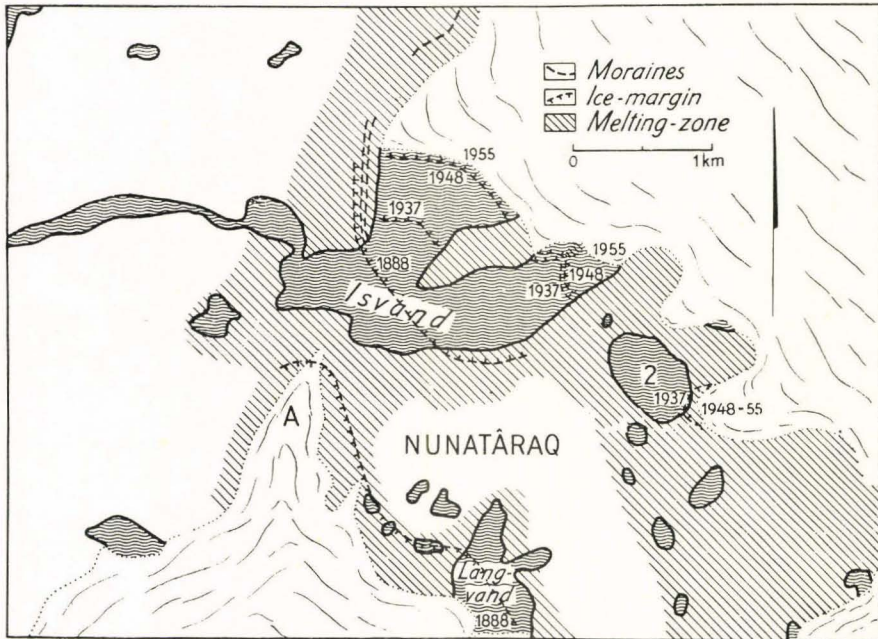 Moraines
Ice-margin
Melting-zone
0 1km
1955
1948
1937
1888
Isvand
1955
1948
1937
2
1937
1948-55
A
NUNATÂRAQ
Lang-
vand
1888